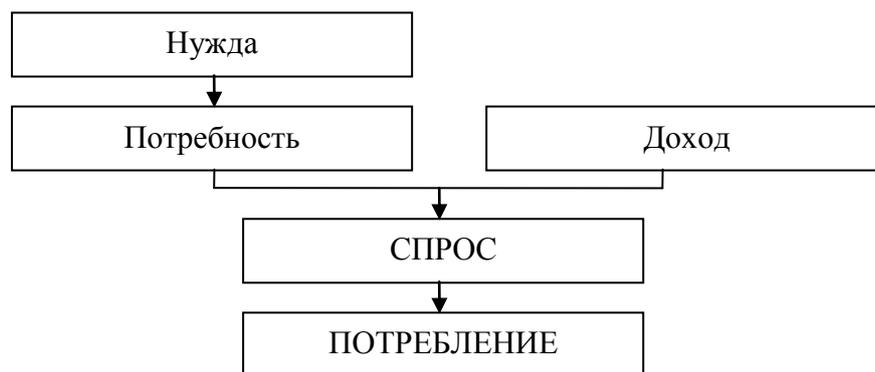 Нужда
Потребность
Доход
СПРОС
ПОТРЕБЛЕНИЕ